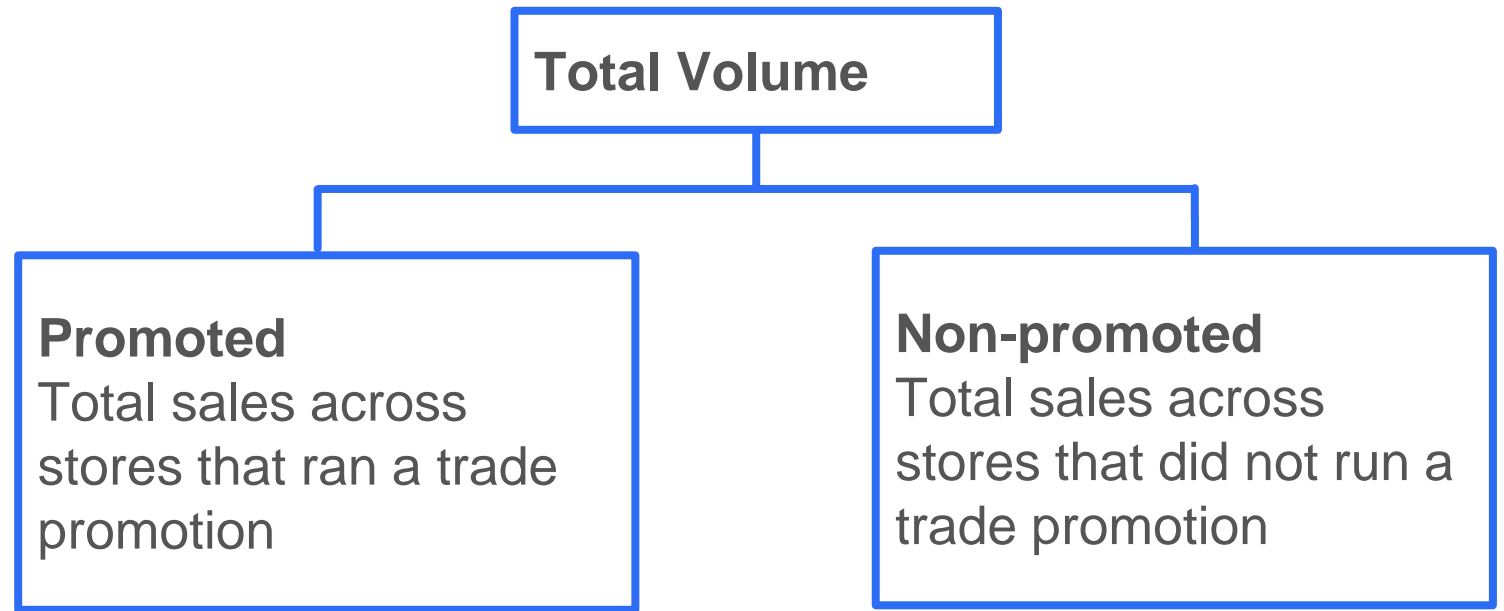 Total Volume
Promoted
Total sales across
stores that ran a trade
promotion
Non-promoted
Total sales across
stores that did not run a
trade promotion